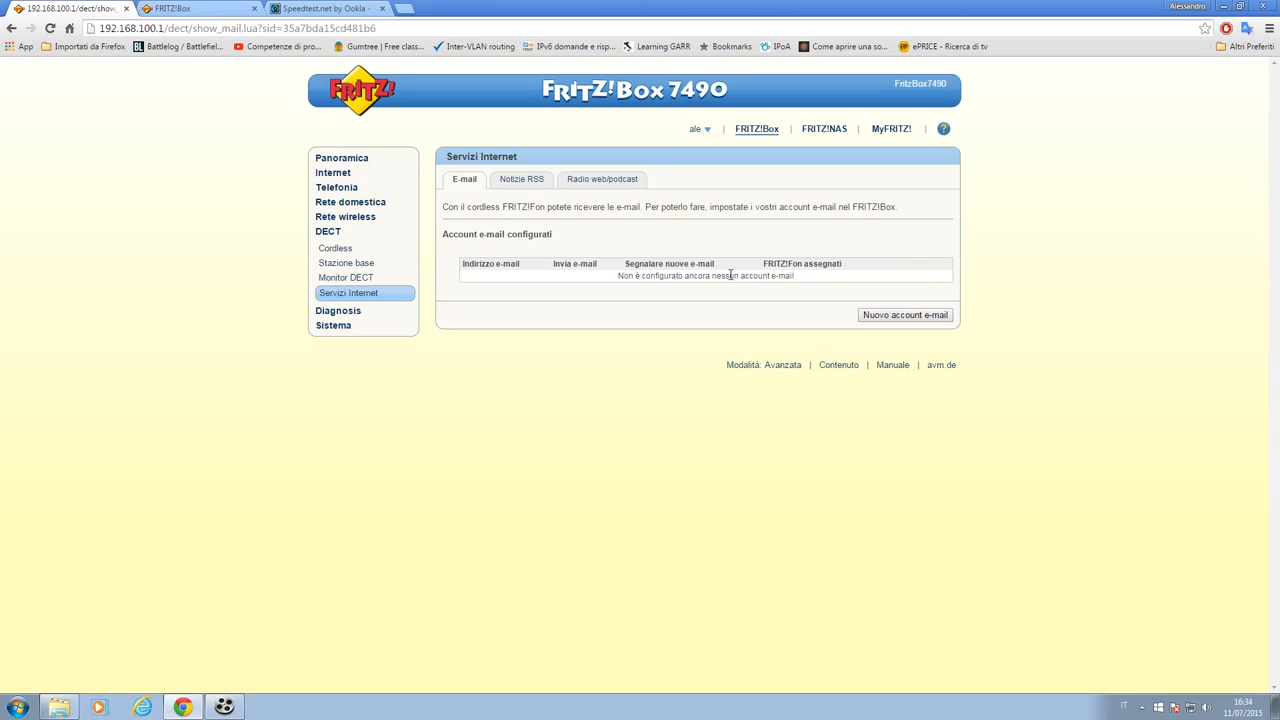 Alessandro
192.168.100.1/dect/show_
FRITZ!Box
Speedtest.net by Ookla -
192.168.100.1/dect/show_mail.lua?sid=35a7bda15cd481b6
App
Importati da Firefox
Battlelog / Battlefiel...
Competenze di pro...
Gumtree | Free class...
Inter-VLAN routing
IPv6 domande e risp...
Learning GARR
Bookmarks
IPoA
Come aprire una so...
ePRICE - Ricerca di tv
Altri Preferiti
FRITZ!
FRITZ!Box 7490
FritzBox7490
ale
FRITZ!Box
FRITZ!NAS
MyFRITZ!
Panoramica
Internet
Telefonia
Rete domestica
Rete wireless
DECT
Cordless
Stazione base
Monitor DECT
Servizi Internet
Diagnosis
Sistema
Servizi Internet
E-mail
Notizie RSS
Radio web/podcast
Con il cordless FRITZ!Fon potete ricevere le e-mail. Per poterlo fare, impostate i vostri account e-mail nel FRITZ!Box.
Account e-mail configurati
Indirizzo e-mail
Invia e-mail
Segnalare nuove e-mail
FRITZ!Fon assegnati
Non è configurato ancora nessun account e-mail
Nuovo account e-mail
Modalità: Avanzata | Contenuto | Manuale | avm.de
IT
16:34
11/07/2015